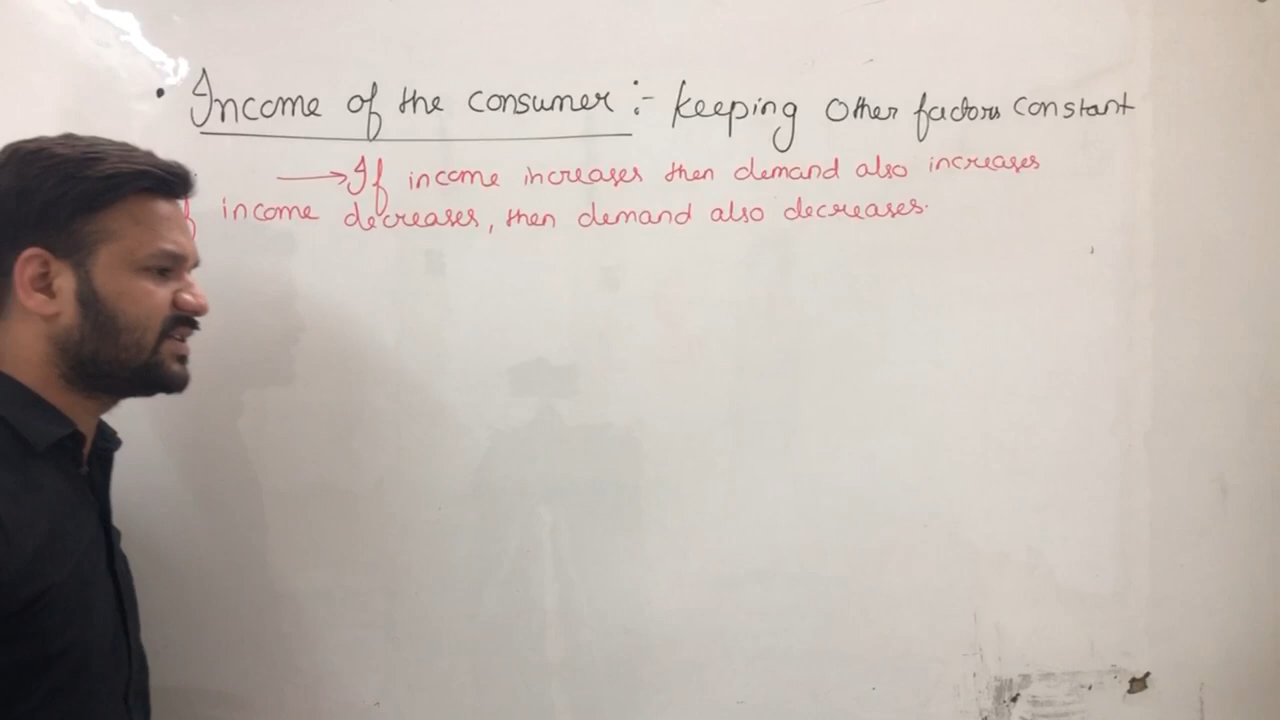 • Income of the consumer :- keeping other factors constant
→ If income increases then demand also increases
income decreases, then demand also decreases.